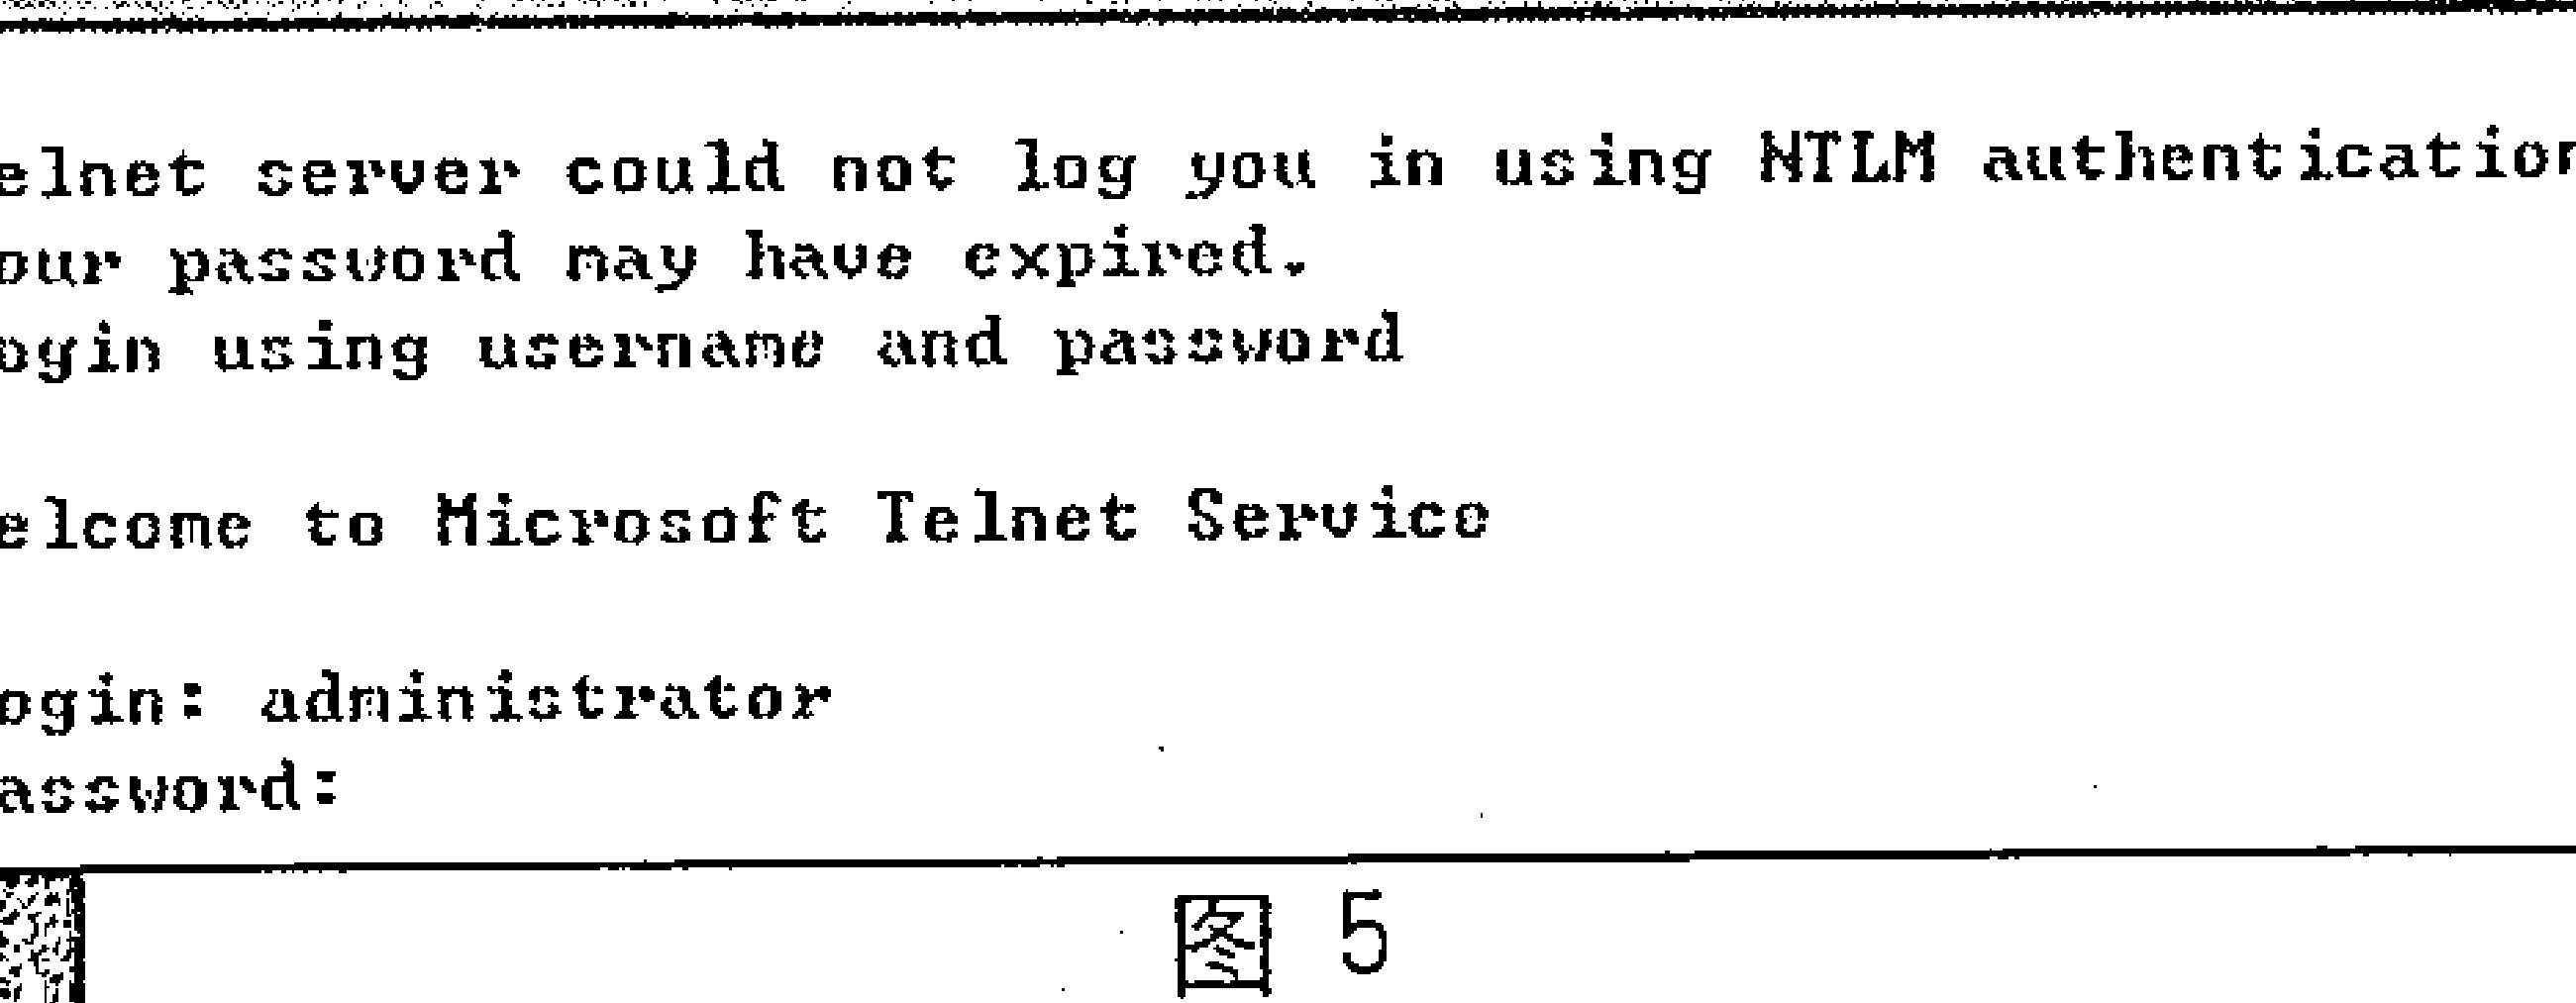 elnet server could not log you in using NTLM authentication
our password may have expired.
ogin using username and password
elcome to Microsoft Telnet Service
ogin: administrator
assword:
图 5